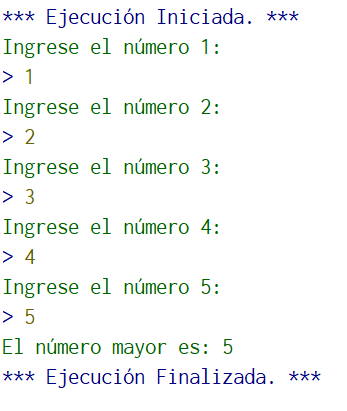 *** Ejecución Iniciada. ***
Ingrese el número 1:
> 1
Ingrese el número 2:
> 2
Ingrese el número 3:
> 3
Ingrese el número 4:
> 4
Ingrese el número 5:
> 5
El número mayor es: 5
*** Ejecución Finalizada. ***